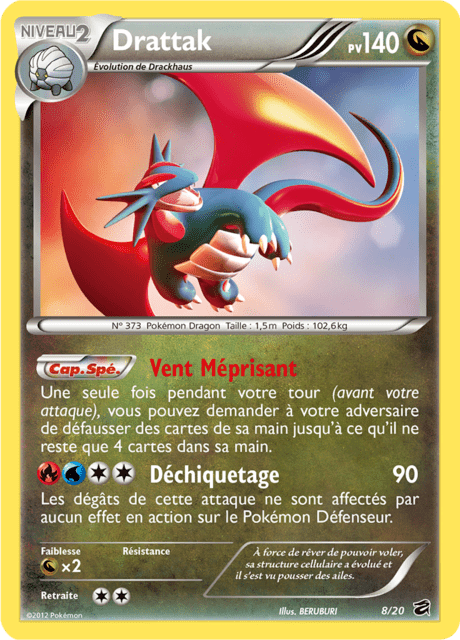 NIVEAU2 Drattak PV140
Évolution de Drackhaus
N° 373 Pokémon Dragon Taille : 1,5m Poids : 102,6kg
Cap. Spé. Vent Méprisant
Une seule fois pendant votre tour (avant votre
attaque), vous pouvez demander à votre adversaire
de défausser des cartes de sa main jusqu'à ce qu'il ne
reste que 4 cartes dans sa main.
Déchiquetage 90
Les dégâts de cette attaque ne sont affectés par
aucun effet en action sur le Pokémon Défenseur.
Faiblesse Résistance
×2
À force de rêver de pouvoir voler,
sa structure cellulaire a évolué et
il s'est vu pousser des ailes.
Retraite
©2012 Pokémon Illus. BERUBURI 8/20